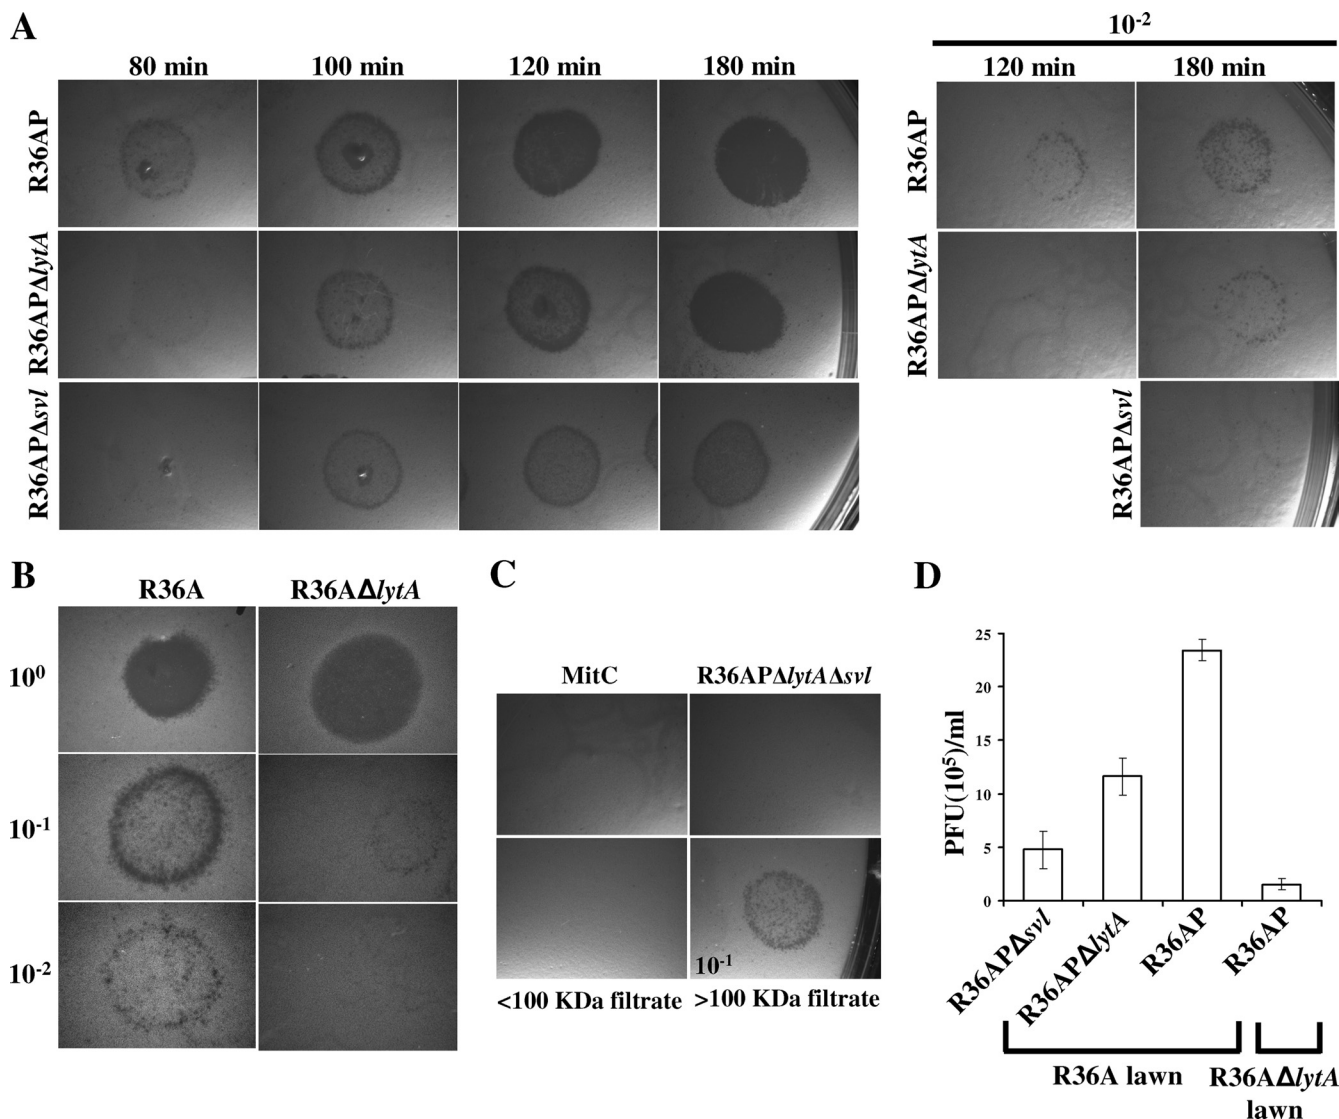 A
10⁻²
80 min 100 min 120 min 180 min
120 min 180 min
R36AP
R36APΔlytA
R36APΔsvl
R36AP
R36APΔlytA
R36APΔsvl
B
R36A R36AΔlytA
10⁰
10⁻¹
10⁻²
C
MitC R36APΔlytAΔsvl
10⁻¹
<100 KDa filtrate >100 KDa filtrate
D
PFU(10⁵)/ml
25
20
15
10
5
0
R36APΔsvl
R36APΔlytA
R36AP
R36AP
R36A lawn
R36AΔlytA
lawn